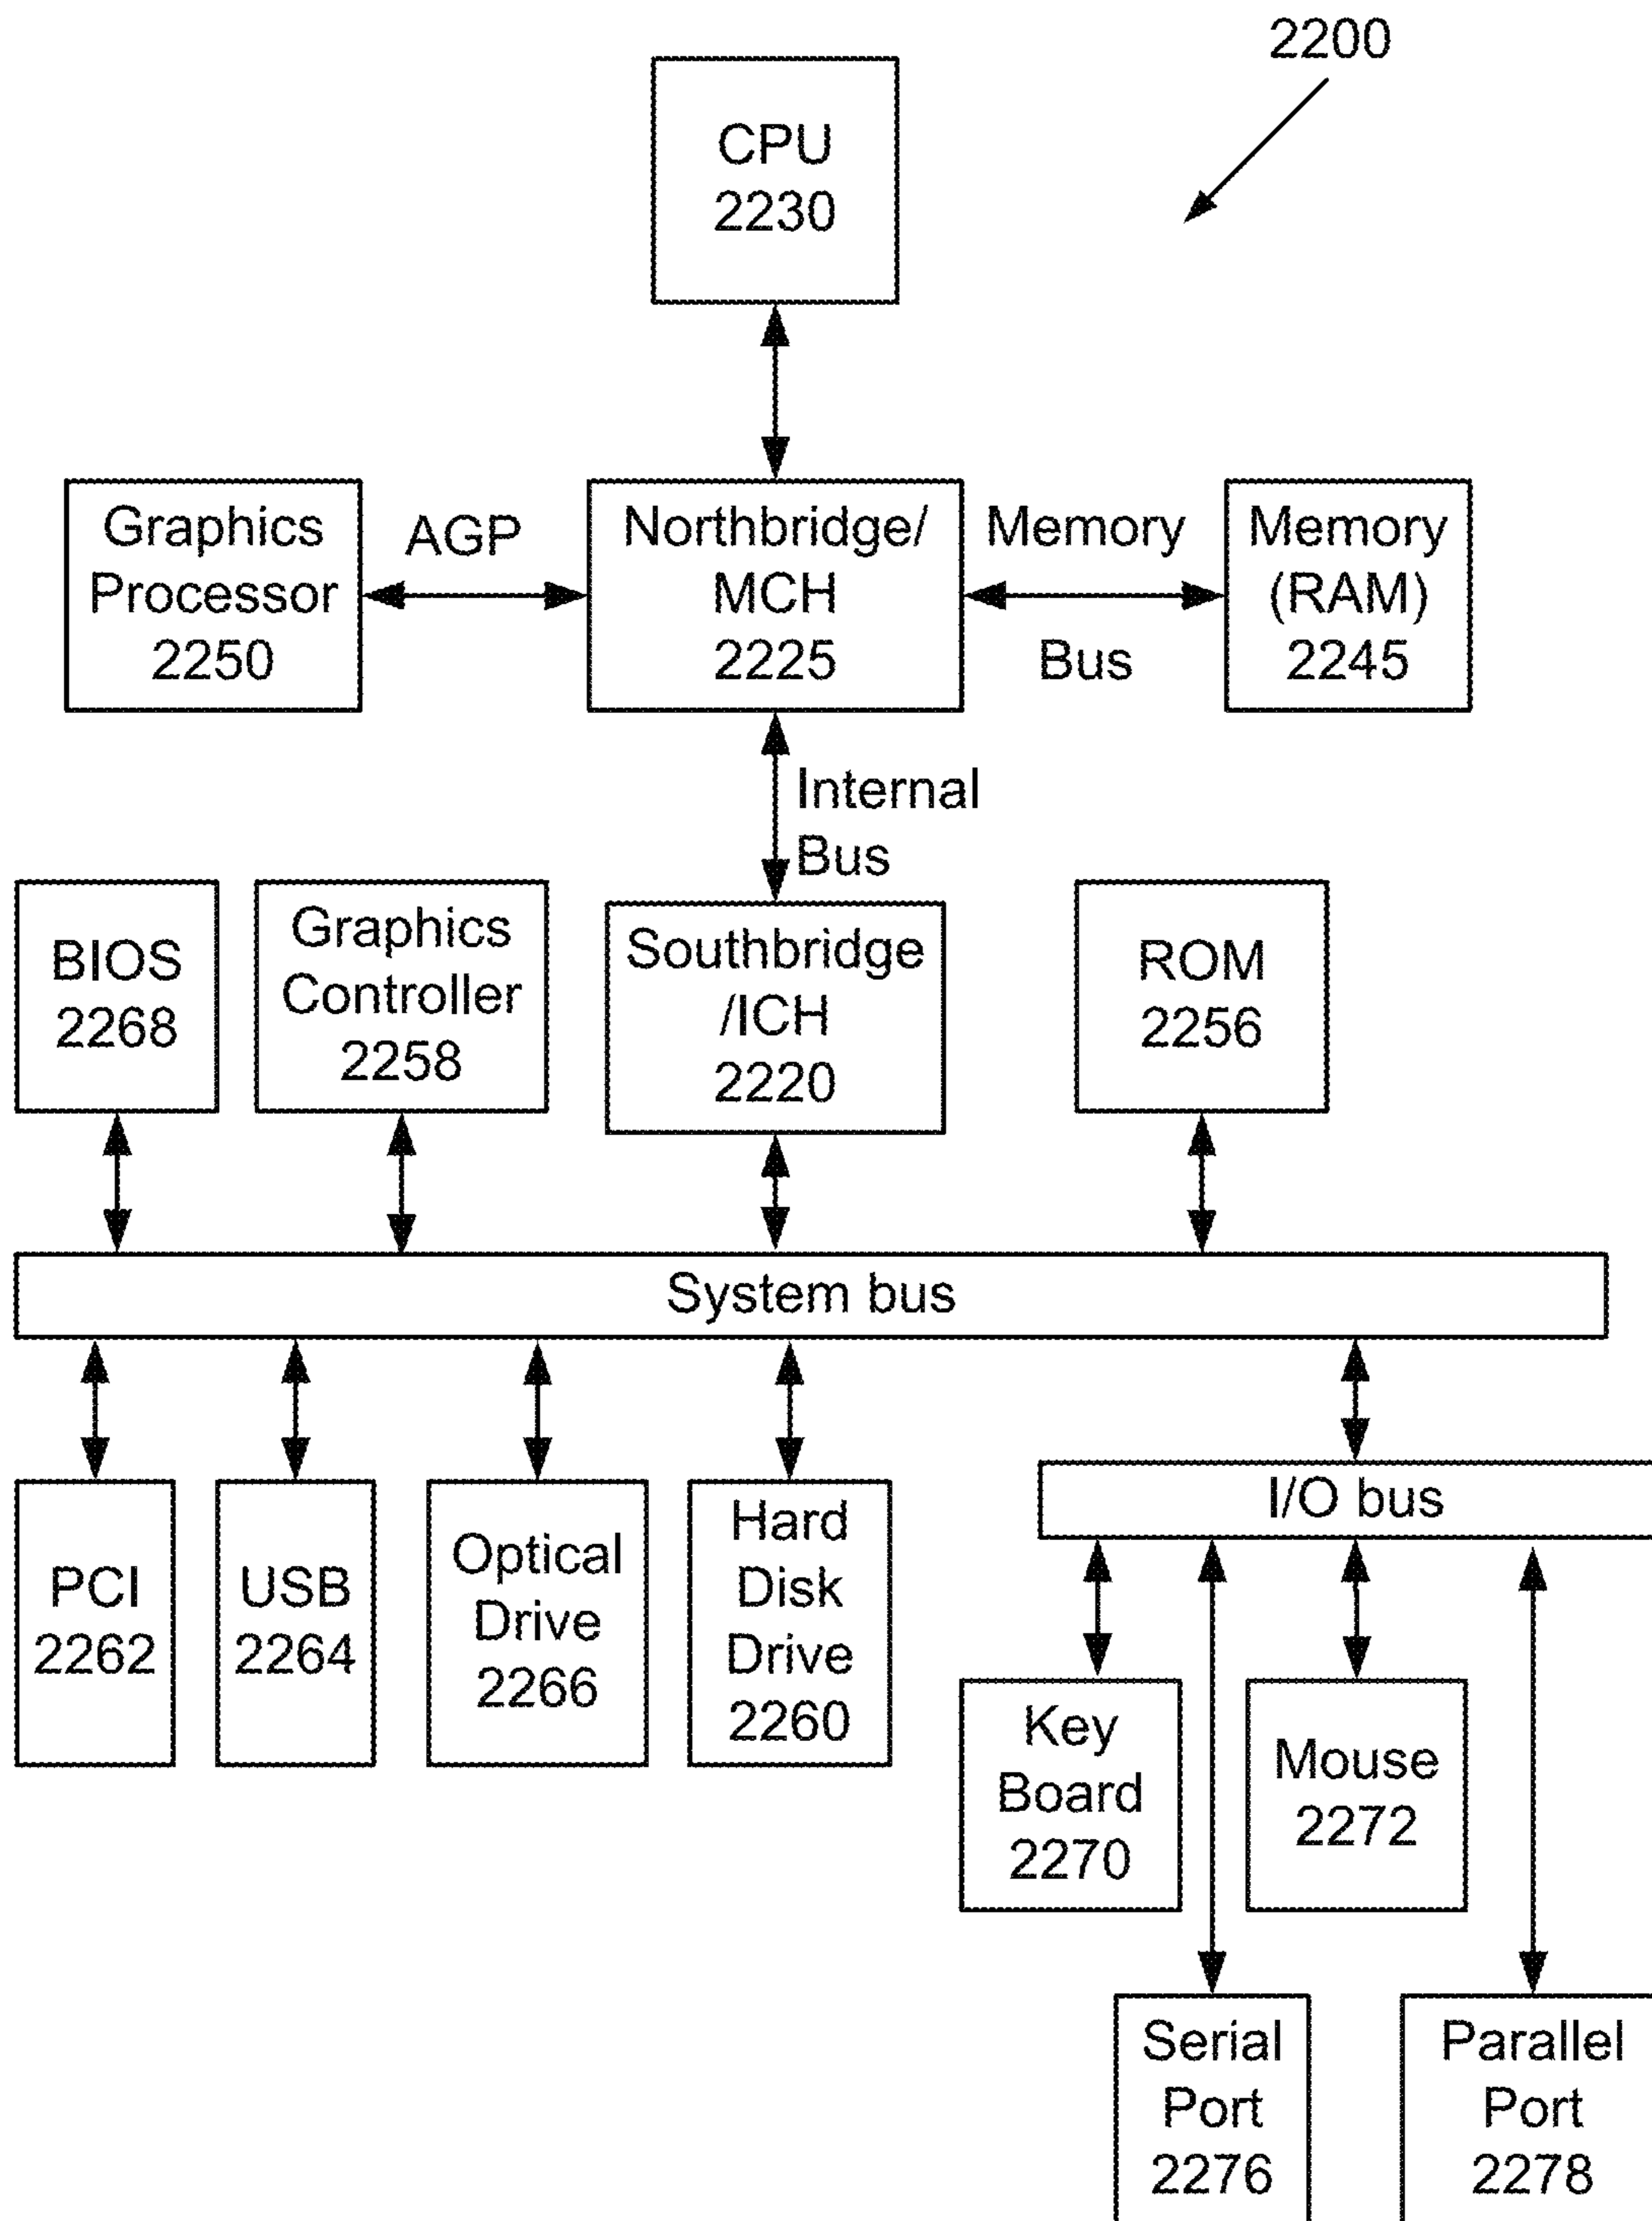 2200
CPU
2230
Graphics
Processor
2250
AGP
Northbridge/
MCH
2225
Memory
Bus
Memory
(RAM)
2245
Internal
Bus
BIOS
2268
Graphics
Controller
2258
Southbridge
/ICH
2220
ROM
2256
System bus
PCI
2262
USB
2264
Optical
Drive
2266
Hard
Disk
Drive
2260
I/O bus
Key
Board
2270
Mouse
2272
Serial
Port
2276
Parallel
Port
2278